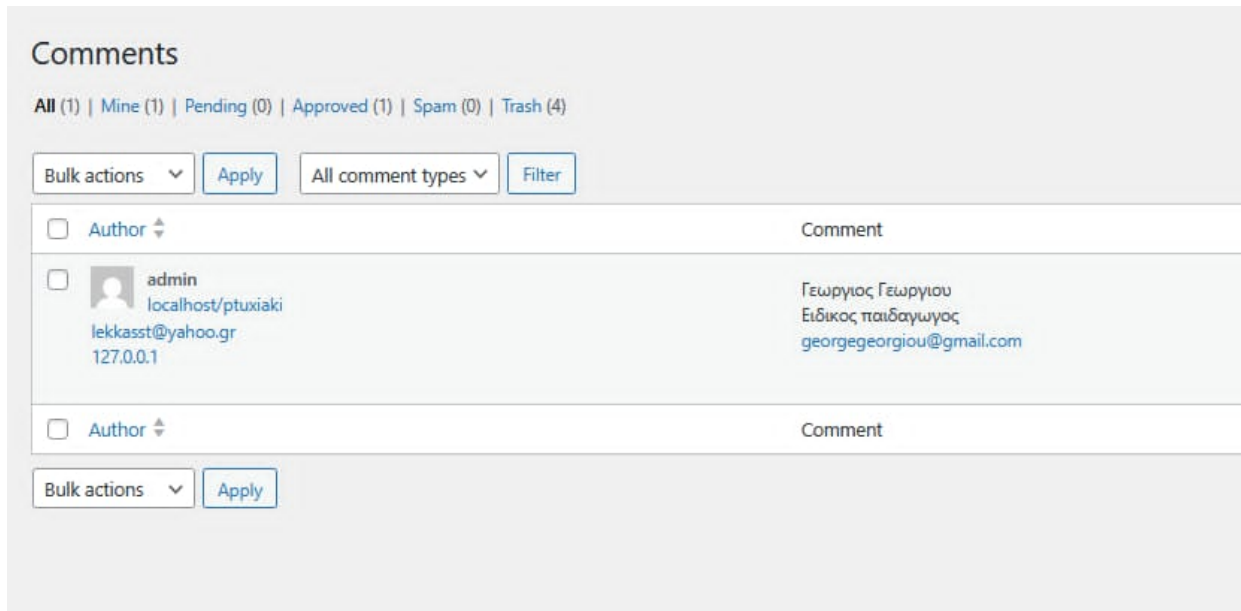 Comments
All (1) | Mine (1) | Pending (0) | Approved (1) | Spam (0) | Trash (4)
Bulk actions Apply All comment types Filter
Author Comment
admin
localhost/ptuxiaki
lekkasst@yahoo.gr
127.0.0.1
Γεωργιος Γεωργιου
Ειδικος παιδαγωγος
georgegeorgiou@gmail.com
Author Comment
Bulk actions Apply